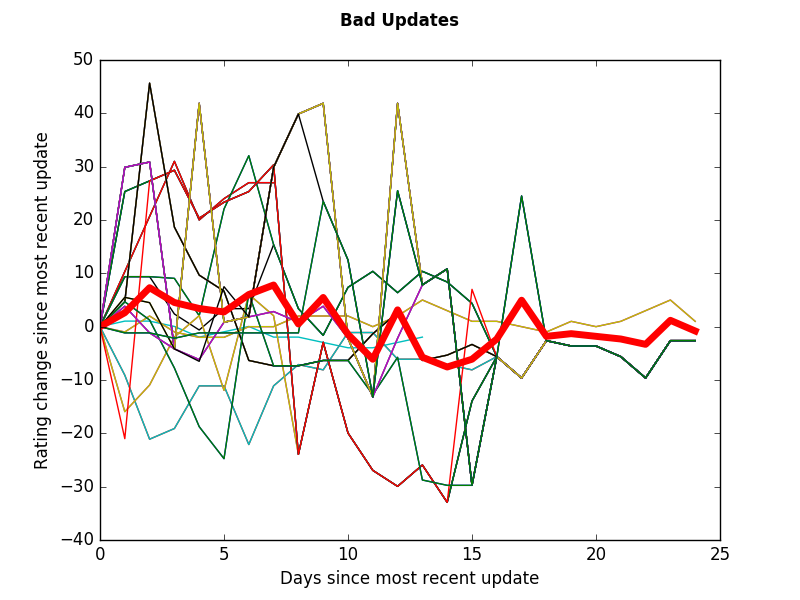 Bad Updates
50
40
30
20
10
0
−10
−20
−30
−40
Rating change since most recent update
0 5 10 15 20 25
Days since most recent update